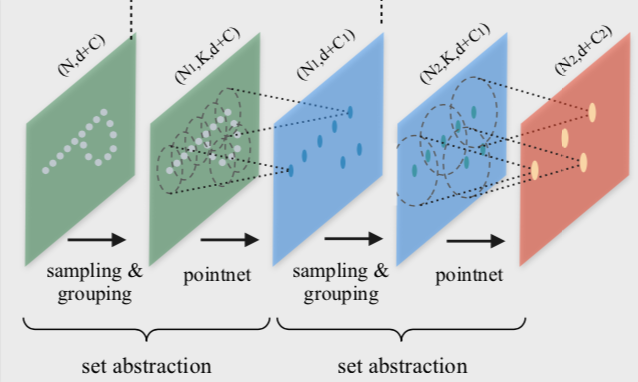 (N,d+C)
(N₁,K,d+C)
(N₁,d+C₁)
(N₂,K,d+C₁)
(N₂,d+C₂)
sampling &
grouping
pointnet
sampling &
grouping
pointnet
set abstraction
set abstraction